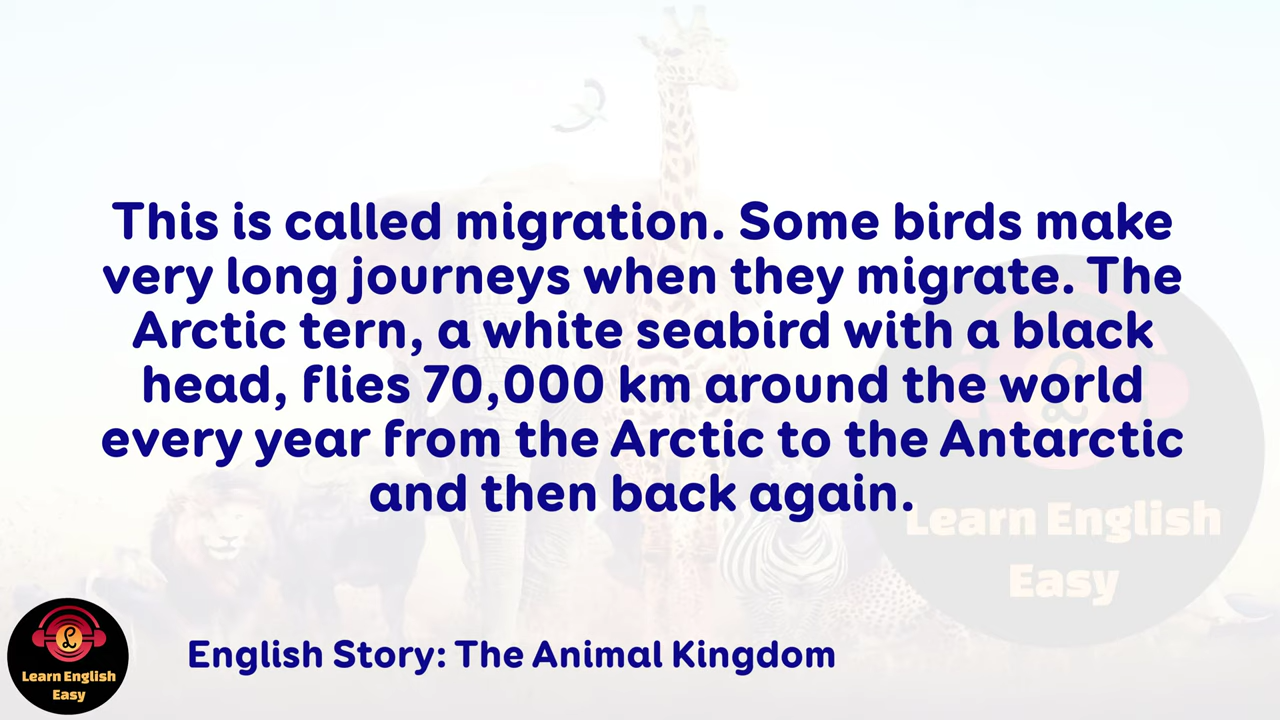 This is called migration. Some birds make
very long journeys when they migrate. The
Arctic tern, a white seabird with a black
head, flies 70,000 km around the world
every year from the Arctic to the Antarctic
and then back again.
Learn English
Easy
English Story: The Animal Kingdom
Learn English
Easy